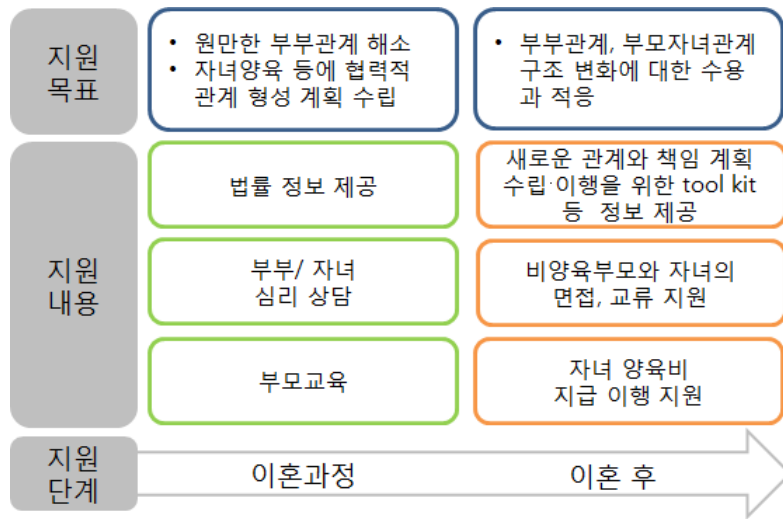 지원
목표
• 원만한 부부관계 해소
• 자녀양육 등에 협력적
관계 형성 계획 수립
• 부부관계, 부모자녀관계
구조 변화에 대한 수용
과 적응
지원
내용
법률 정보 제공
새로운 관계와 책임 계획
수립·이행을 위한 tool kit
등 정보 제공
부부/ 자녀
심리 상담
비양육부모와 자녀의
면접, 교류 지원
부모교육
자녀 양육비
지급 이행 지원
지원
단계
이혼과정
이혼 후